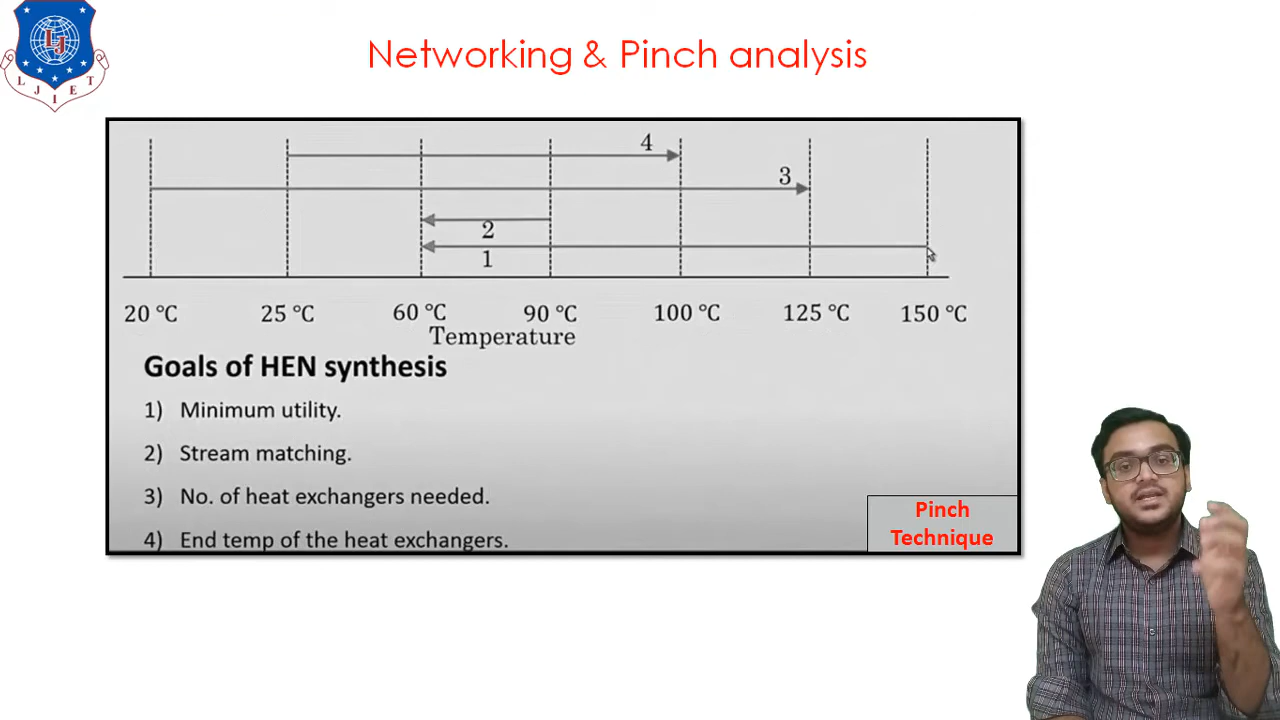 LJ
L J I E T
Networking & Pinch analysis
4
3
2
1
20 °C 25 °C 60 °C 90 °C 100 °C 125 °C 150 °C
Temperature
Goals of HEN synthesis
1) Minimum utility.
2) Stream matching.
3) No. of heat exchangers needed.
4) End temp of the heat exchangers.
Pinch
Technique